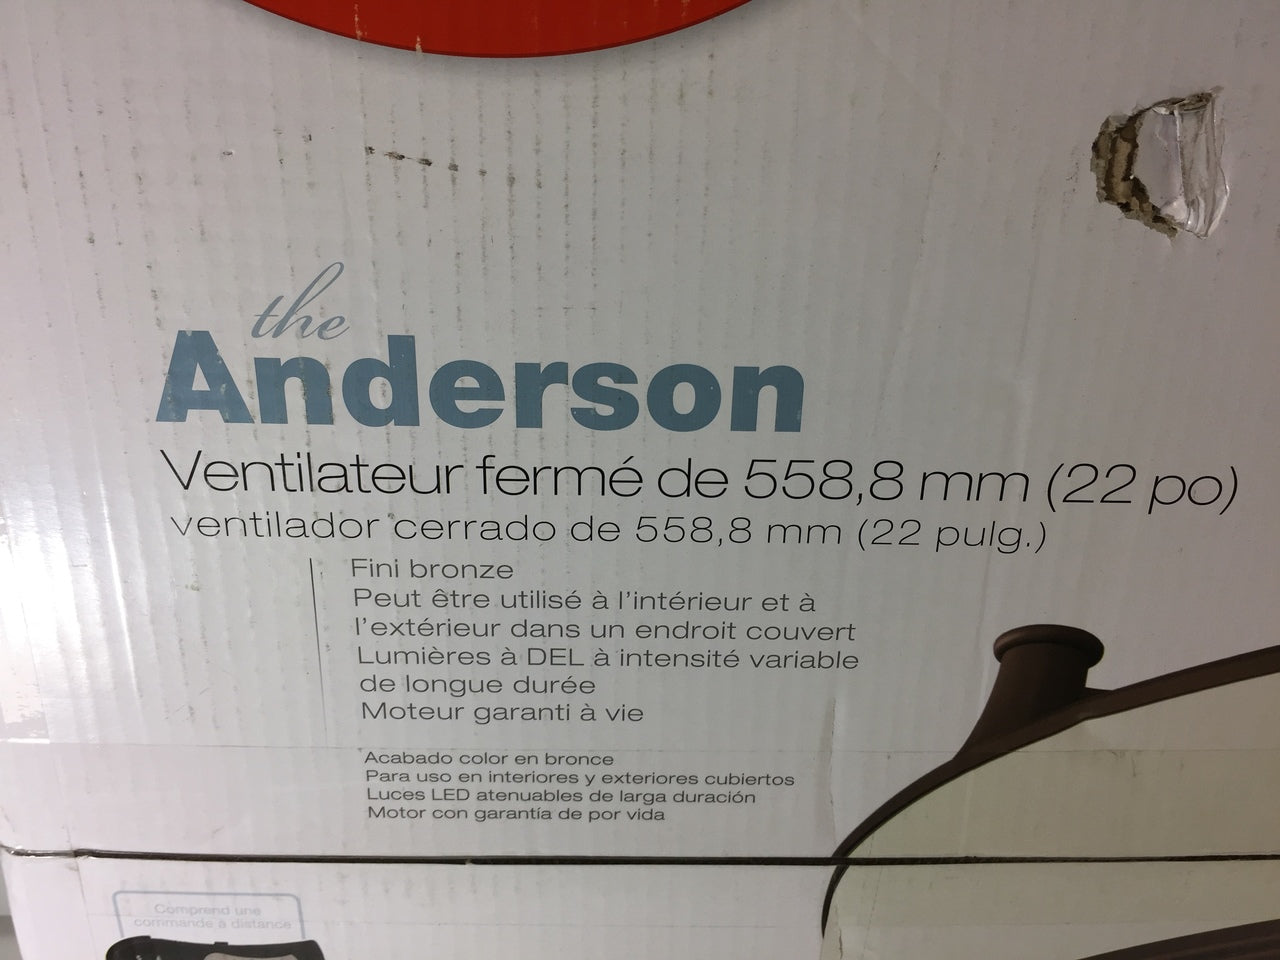 the
Anderson
Ventilateur fermé de 558,8 mm (22 po)
ventilador cerrado de 558,8 mm (22 pulg.)
Fini bronze
Peut être utilisé à l'intérieur et à
l'extérieur dans un endroit couvert
Lumières à DEL à intensité variable
de longue durée
Moteur garanti à vie
Acabado color en bronce
Para uso en interiores y exteriores cubiertos
Luces LED atenuables de larga duración
Motor con garantía de por vida
Comprend une
commande à distance